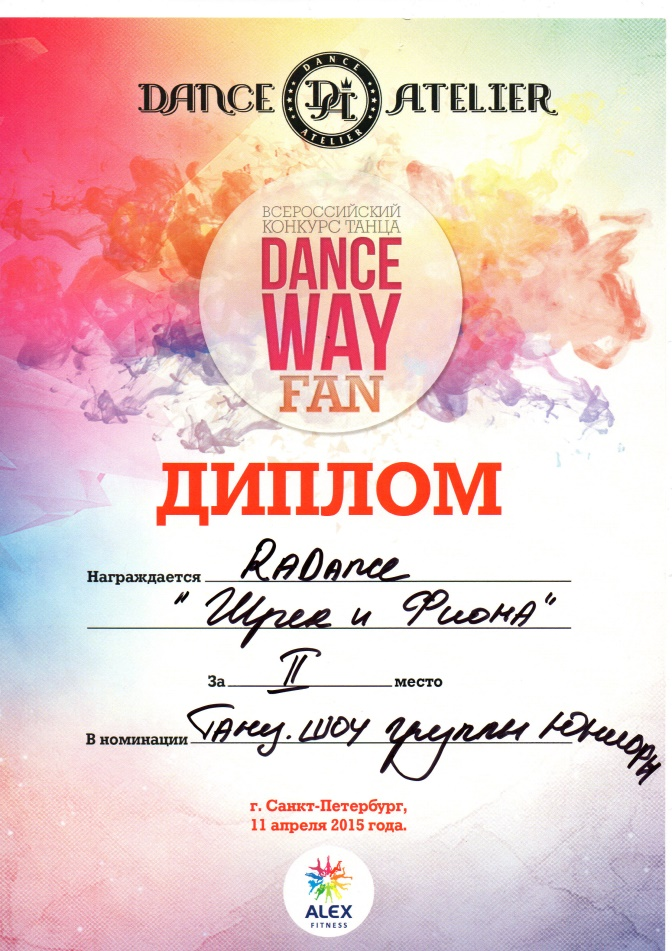 DANCE ATELIER
DANCE
DA
ATELIER
ВСЕРОССИЙСКИЙ
КОНКУРС ТАНЦА
DANCE
WAY
FAN
ДИПЛОМ
Награждается RADance
"Шрек и Фиона"
За II место
В номинации Танц. шоу группы Юниоры
г. Санкт-Петербург,
11 апреля 2015 года.
ALEX
FITNESS